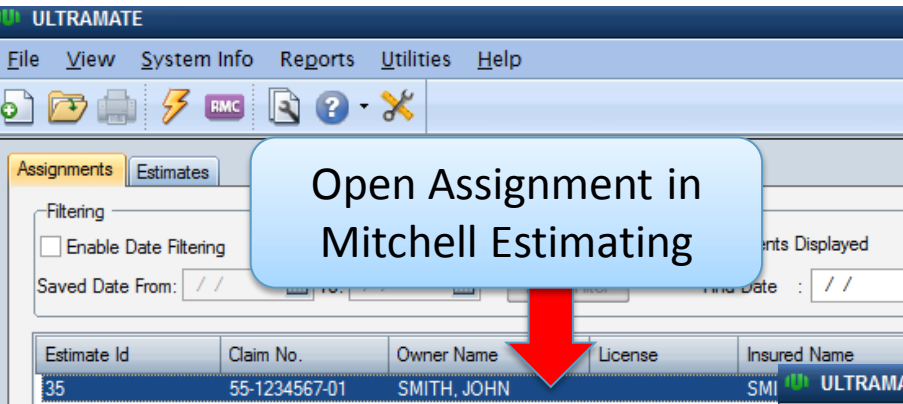 ULTRAMATE
File View System Info Reports Utilities Help
RMC
Assignments Estimates
Open Assignment in
Mitchell Estimating
Filtering
Enable Date Filtering
Displayed
Saved Date From: / / / / Date : / /
Estimate Id Claim No. Owner Name License Insured Name
35 55-1234567-01 SMITH, JOHN